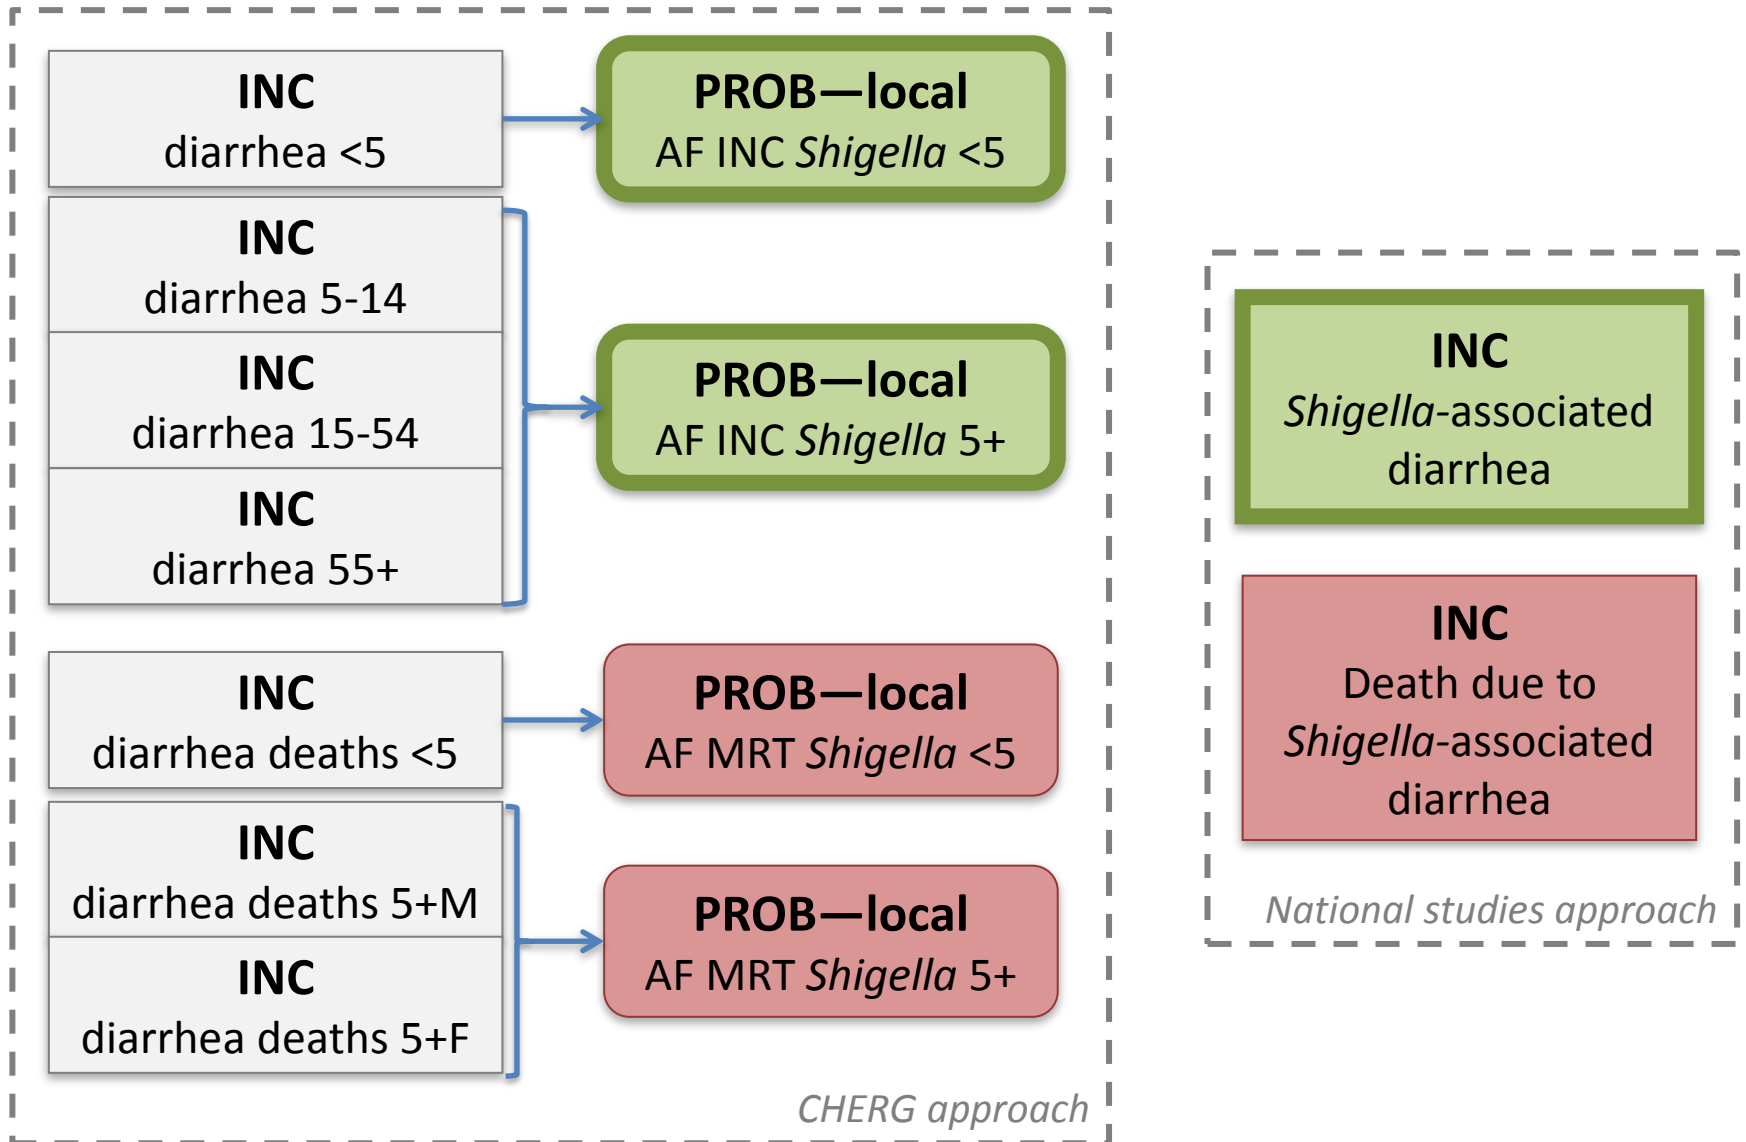 INC
diarrhea <5
PROB—local
AF INC Shigella <5
INC
diarrhea 5-14
INC
diarrhea 15-54
INC
diarrhea 55+
PROB—local
AF INC Shigella 5+
INC
diarrhea deaths <5
PROB—local
AF MRT Shigella <5
INC
diarrhea deaths 5+M
INC
diarrhea deaths 5+F
PROB—local
AF MRT Shigella 5+
CHERG approach
INC
Shigella-associated
diarrhea
INC
Death due to
Shigella-associated
diarrhea
National studies approach